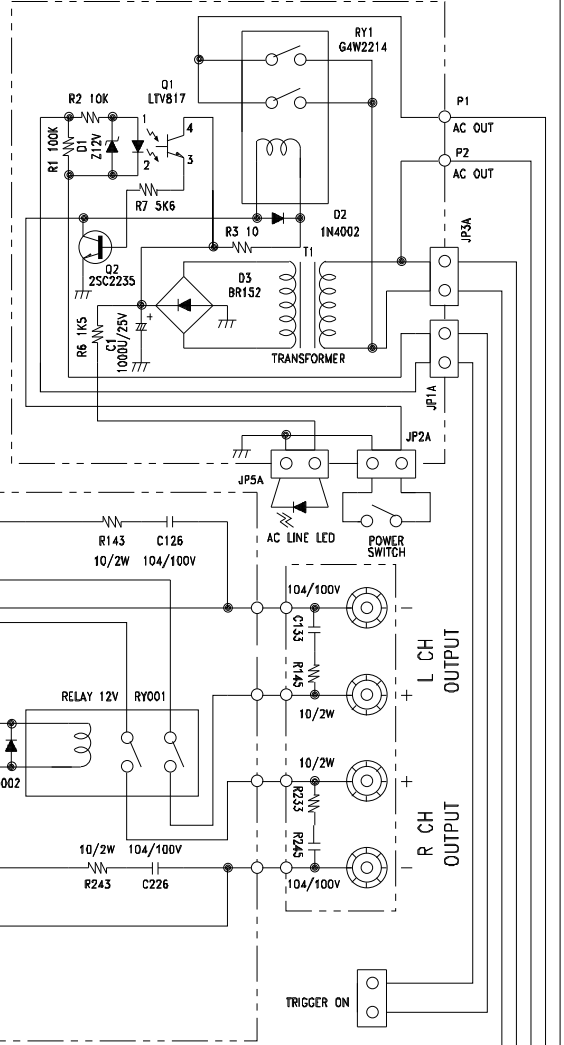 RY1
G4W2214
P1
AC OUT
P2
AC OUT
Q1
LTV817
R2 10K
1
4
R1 100K
D1
Z12V
2
3
R7 5K6
D2
1N4002
JP3A
R3 10
T1
Q2
2SC2235
D3
BR152
R6 1K5
C1
1000U/25V
+
TRANSFORMER
JP1A
JP2A
JP5A
AC LINE LED
POWER
SWITCH
R143
C126
10/2W
104/100V
104/100V
C133
R145
10/2W
−
+
L CH
OUTPUT
RELAY 12V
RY001
002
10/2W
R233
R245
104/100V
+
−
R CH
OUTPUT
10/2W
104/100V
R243
C226
TRIGGER ON